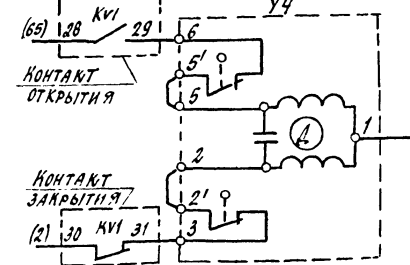 У4
(65) 28 KV1 29 6
5'
КОНТАКТ
ОТКРЫТИЯ
5
Д 1
2
КОНТАКТ
ЗАКРЫТИЯ
2'
(2) 30 KV1 31 3